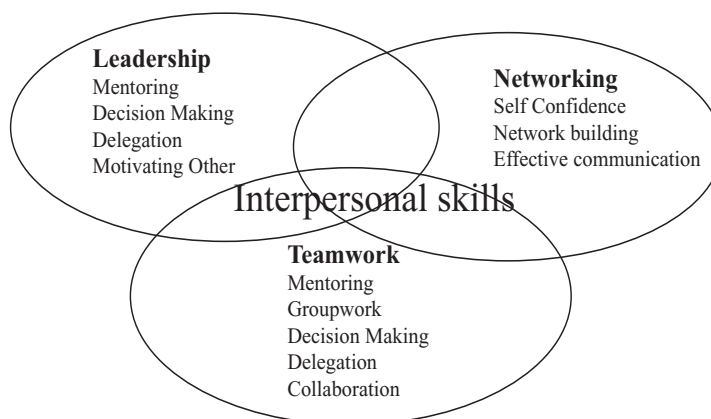 Leadership
Mentoring
Decision Making
Delegation
Motivating Other
Networking
Self Confidence
Network building
Effective communication
Interpersonal skills
Teamwork
Mentoring
Groupwork
Decision Making
Delegation
Collaboration